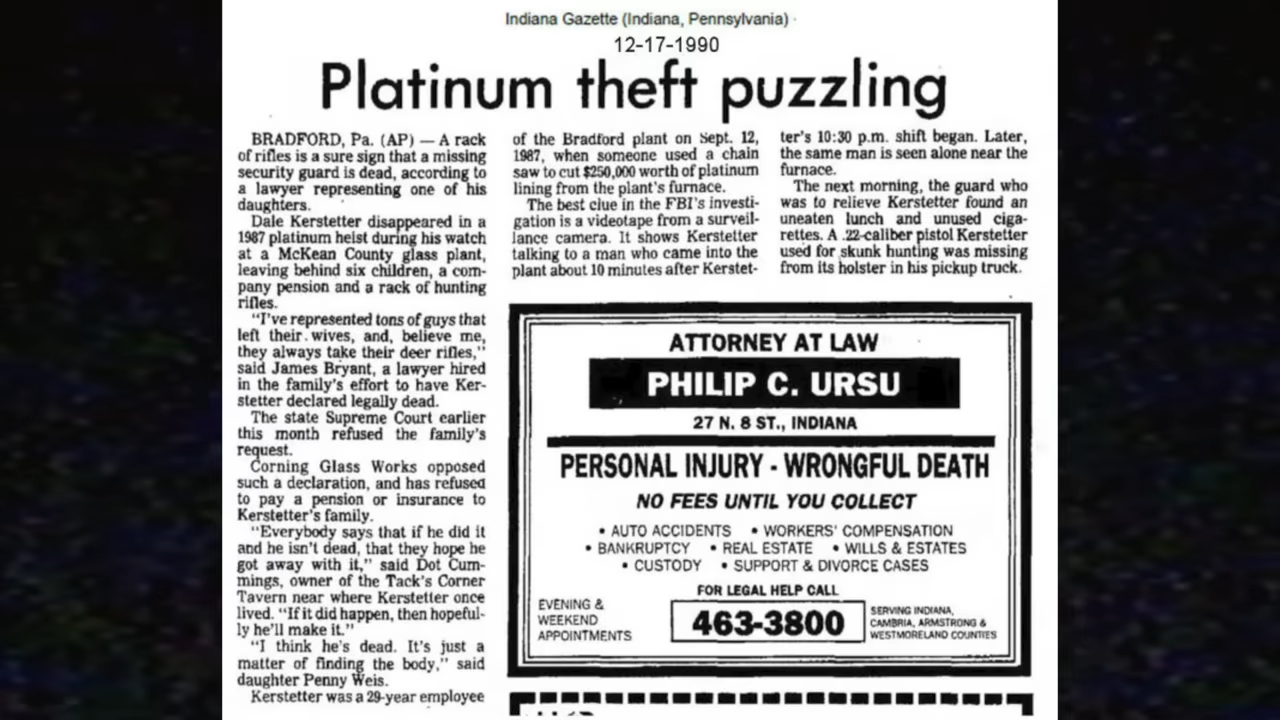 Indiana Gazette (Indiana, Pennsylvania) ·
12-17-1990
Platinum theft puzzling
BRADFORD, Pa. (AP) — A rack
of rifles is a sure sign that a missing
security guard is dead, according to
a lawyer representing one of his
daughters.
Dale Kerstetter disappeared in a
1987 platinum heist during his watch
at a McKean County glass plant,
leaving behind six children, a com-
pany pension and a rack of hunting
rifles.
"I've represented tons of guys that
left their wives, and, believe me,
they always take their deer rifles,"
said James Bryant, a lawyer hired
in the family's effort to have Ker-
stetter declared legally dead.
The state Supreme Court earlier
this month refused the family's
request.
Corning Glass Works opposed
such a declaration, and has refused
to pay a pension or insurance to
Kerstetter's family.
"Everybody says that if he did it
and he isn't dead, that they hope he
got away with it," said Dot Cum-
mings, owner of the Tack's Corner
Tavern near where Kerstetter once
lived. "If it did happen, then hopeful-
ly he'll make it."
"I think he's dead. It's just a
matter of finding the body," said
daughter Penny Weis.
Kerstetter was a 29-year employee
of the Bradford plant on Sept. 12,
1987, when someone used a chain
saw to cut $250,000 worth of platinum
lining from the plant's furnace.
The best clue in the FBI's investi-
gation is a videotape from a surveil-
lance camera. It shows Kerstetter
talking to a man who came into the
plant about 10 minutes after Kerstet-
ter's 10:30 p.m. shift began. Later,
the same man is seen alone near the
furnace.
The next morning, the guard who
was to relieve Kerstetter found an
uneaten lunch and unused ciga-
rettes. A .22-caliber pistol Kerstetter
used for skunk hunting was missing
from its holster in his pickup truck.
ATTORNEY AT LAW
PHILIP C. URSU
27 N. 8 ST., INDIANA
PERSONAL INJURY - WRONGFUL DEATH
NO FEES UNTIL YOU COLLECT
• AUTO ACCIDENTS • WORKERS' COMPENSATION
• BANKRUPTCY • REAL ESTATE • WILLS & ESTATES
• CUSTODY • SUPPORT & DIVORCE CASES
FOR LEGAL HELP CALL
EVENING &
WEEKEND
APPOINTMENTS
463-3800
SERVING INDIANA,
CAMBRIA, ARMSTRONG &
WESTMORELAND COUNTIES